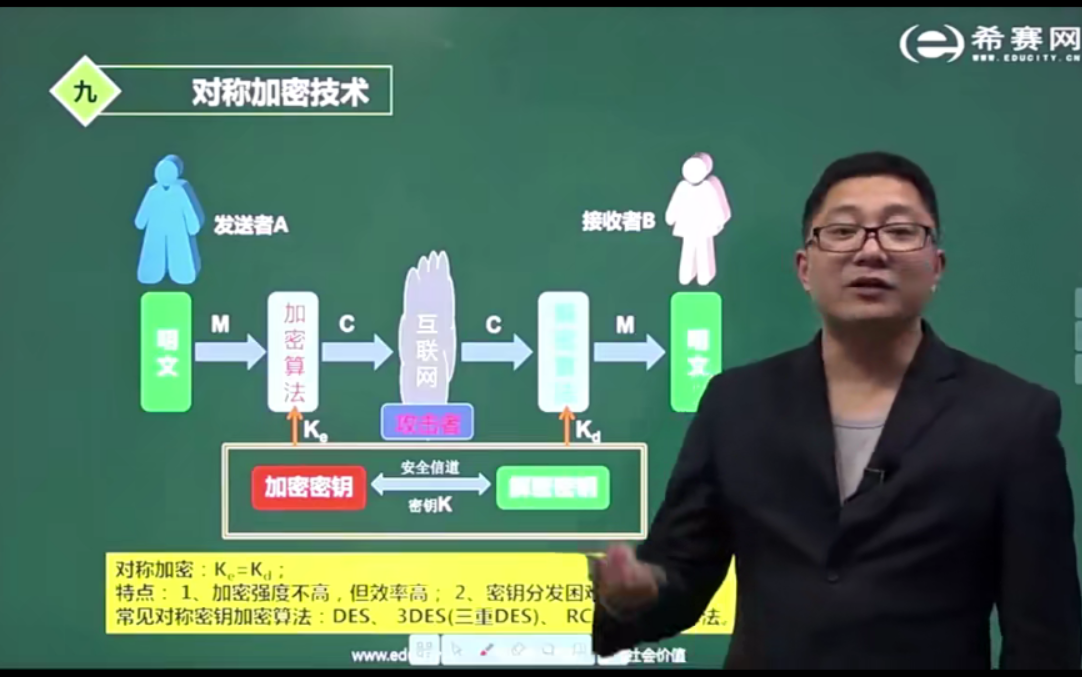 希赛网
WWW.EDUCITY.CN
九
对称加密技术
发送者A
接收者B
明文
M
加密算法
C
互联网
C
解密算法
M
明文
攻击者
Ke
Kd
加密密钥
安全信道
密钥K
解密密钥
对称加密：Ke=Kd；
特点：1、加密强度不高，但效率高；2、密钥分发困
常见对称密钥加密算法：DES、 3DES(三重DES)、 RC 法。
www.edu 社会价值